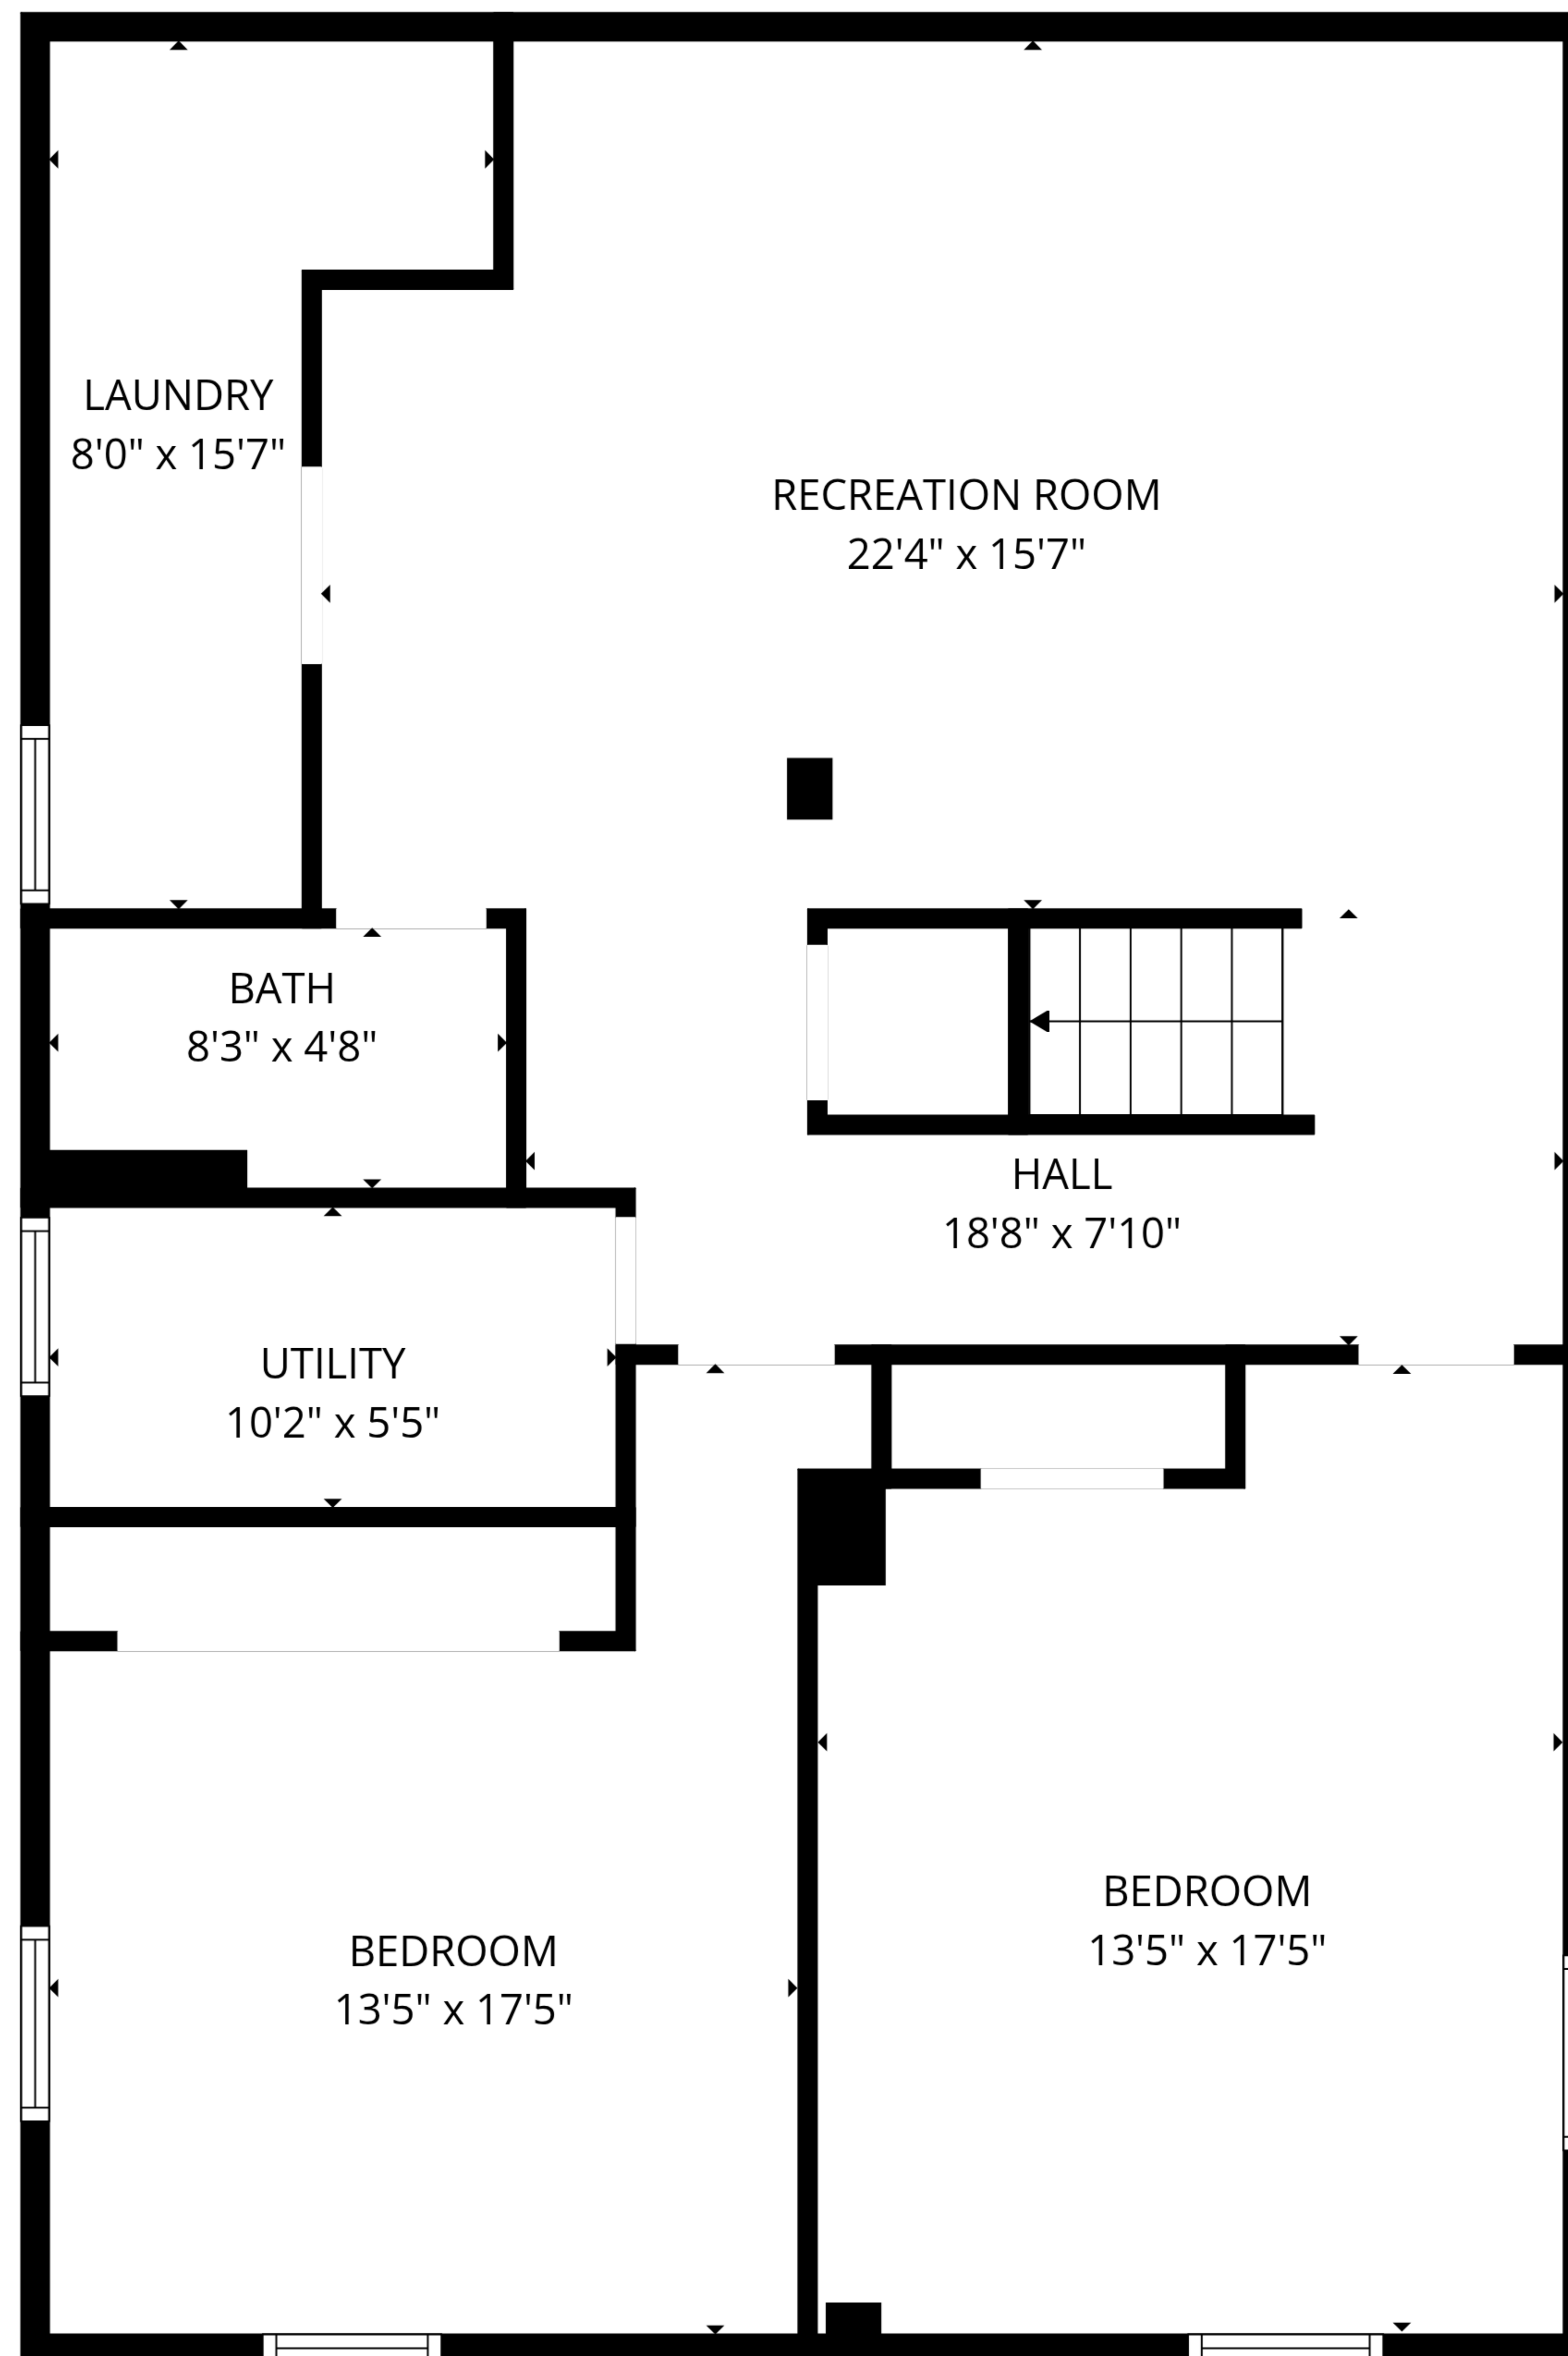 LAUNDRY
8'0" x 15'7"
RECREATION ROOM
22'4" x 15'7"
BATH
8'3" x 4'8"
HALL
18'8" x 7'10"
UTILITY
10'2" x 5'5"
BEDROOM
13'5" x 17'5"
BEDROOM
13'5" x 17'5"